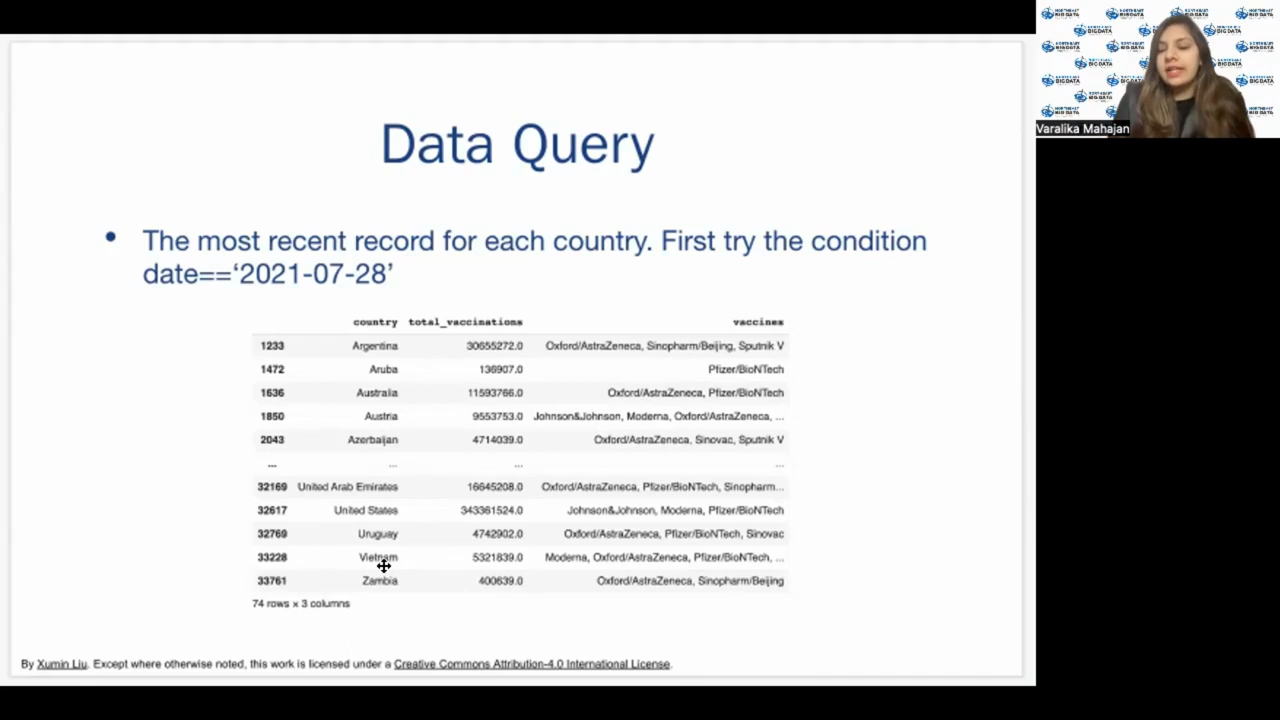 Data Query
• The most recent record for each country. First try the condition
date==‘2021-07-28’
country total_vaccinations vaccines
1233 Argentina 30655272.0 Oxford/AstraZeneca, Sinopharm/Beijing, Sputnik V
1472 Aruba 136907.0 Pfizer/BioNTech
1636 Australia 11593766.0 Oxford/AstraZeneca, Pfizer/BioNTech
1850 Austria 9553753.0 Johnson&Johnson, Moderna, Oxford/AstraZeneca, ...
2043 Azerbaijan 4714039.0 Oxford/AstraZeneca, Sinovac, Sputnik V
... ... ... ...
32169 United Arab Emirates 16645208.0 Oxford/AstraZeneca, Pfizer/BioNTech, Sinopharm...
32617 United States 343361524.0 Johnson&Johnson, Moderna, Pfizer/BioNTech
32769 Uruguay 4742902.0 Oxford/AstraZeneca, Pfizer/BioNTech, Sinovac
33228 Vietnam 5321839.0 Moderna, Oxford/AstraZeneca, Pfizer/BioNTech, ...
33761 Zambia 400639.0 Oxford/AstraZeneca, Sinopharm/Beijing
74 rows x 3 columns
By Xumin Liu. Except where otherwise noted, this work is licensed under a Creative Commons Attribution-4.0 International License.
NORTHEAST
BIG DATA
Varalika Mahajan